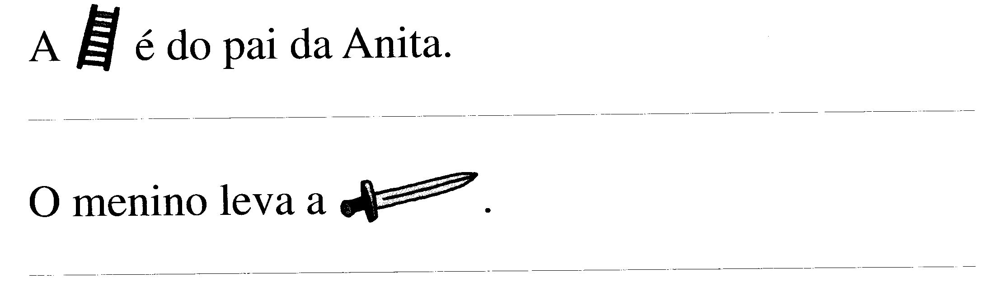 A é do pai da Anita.
O menino leva a .